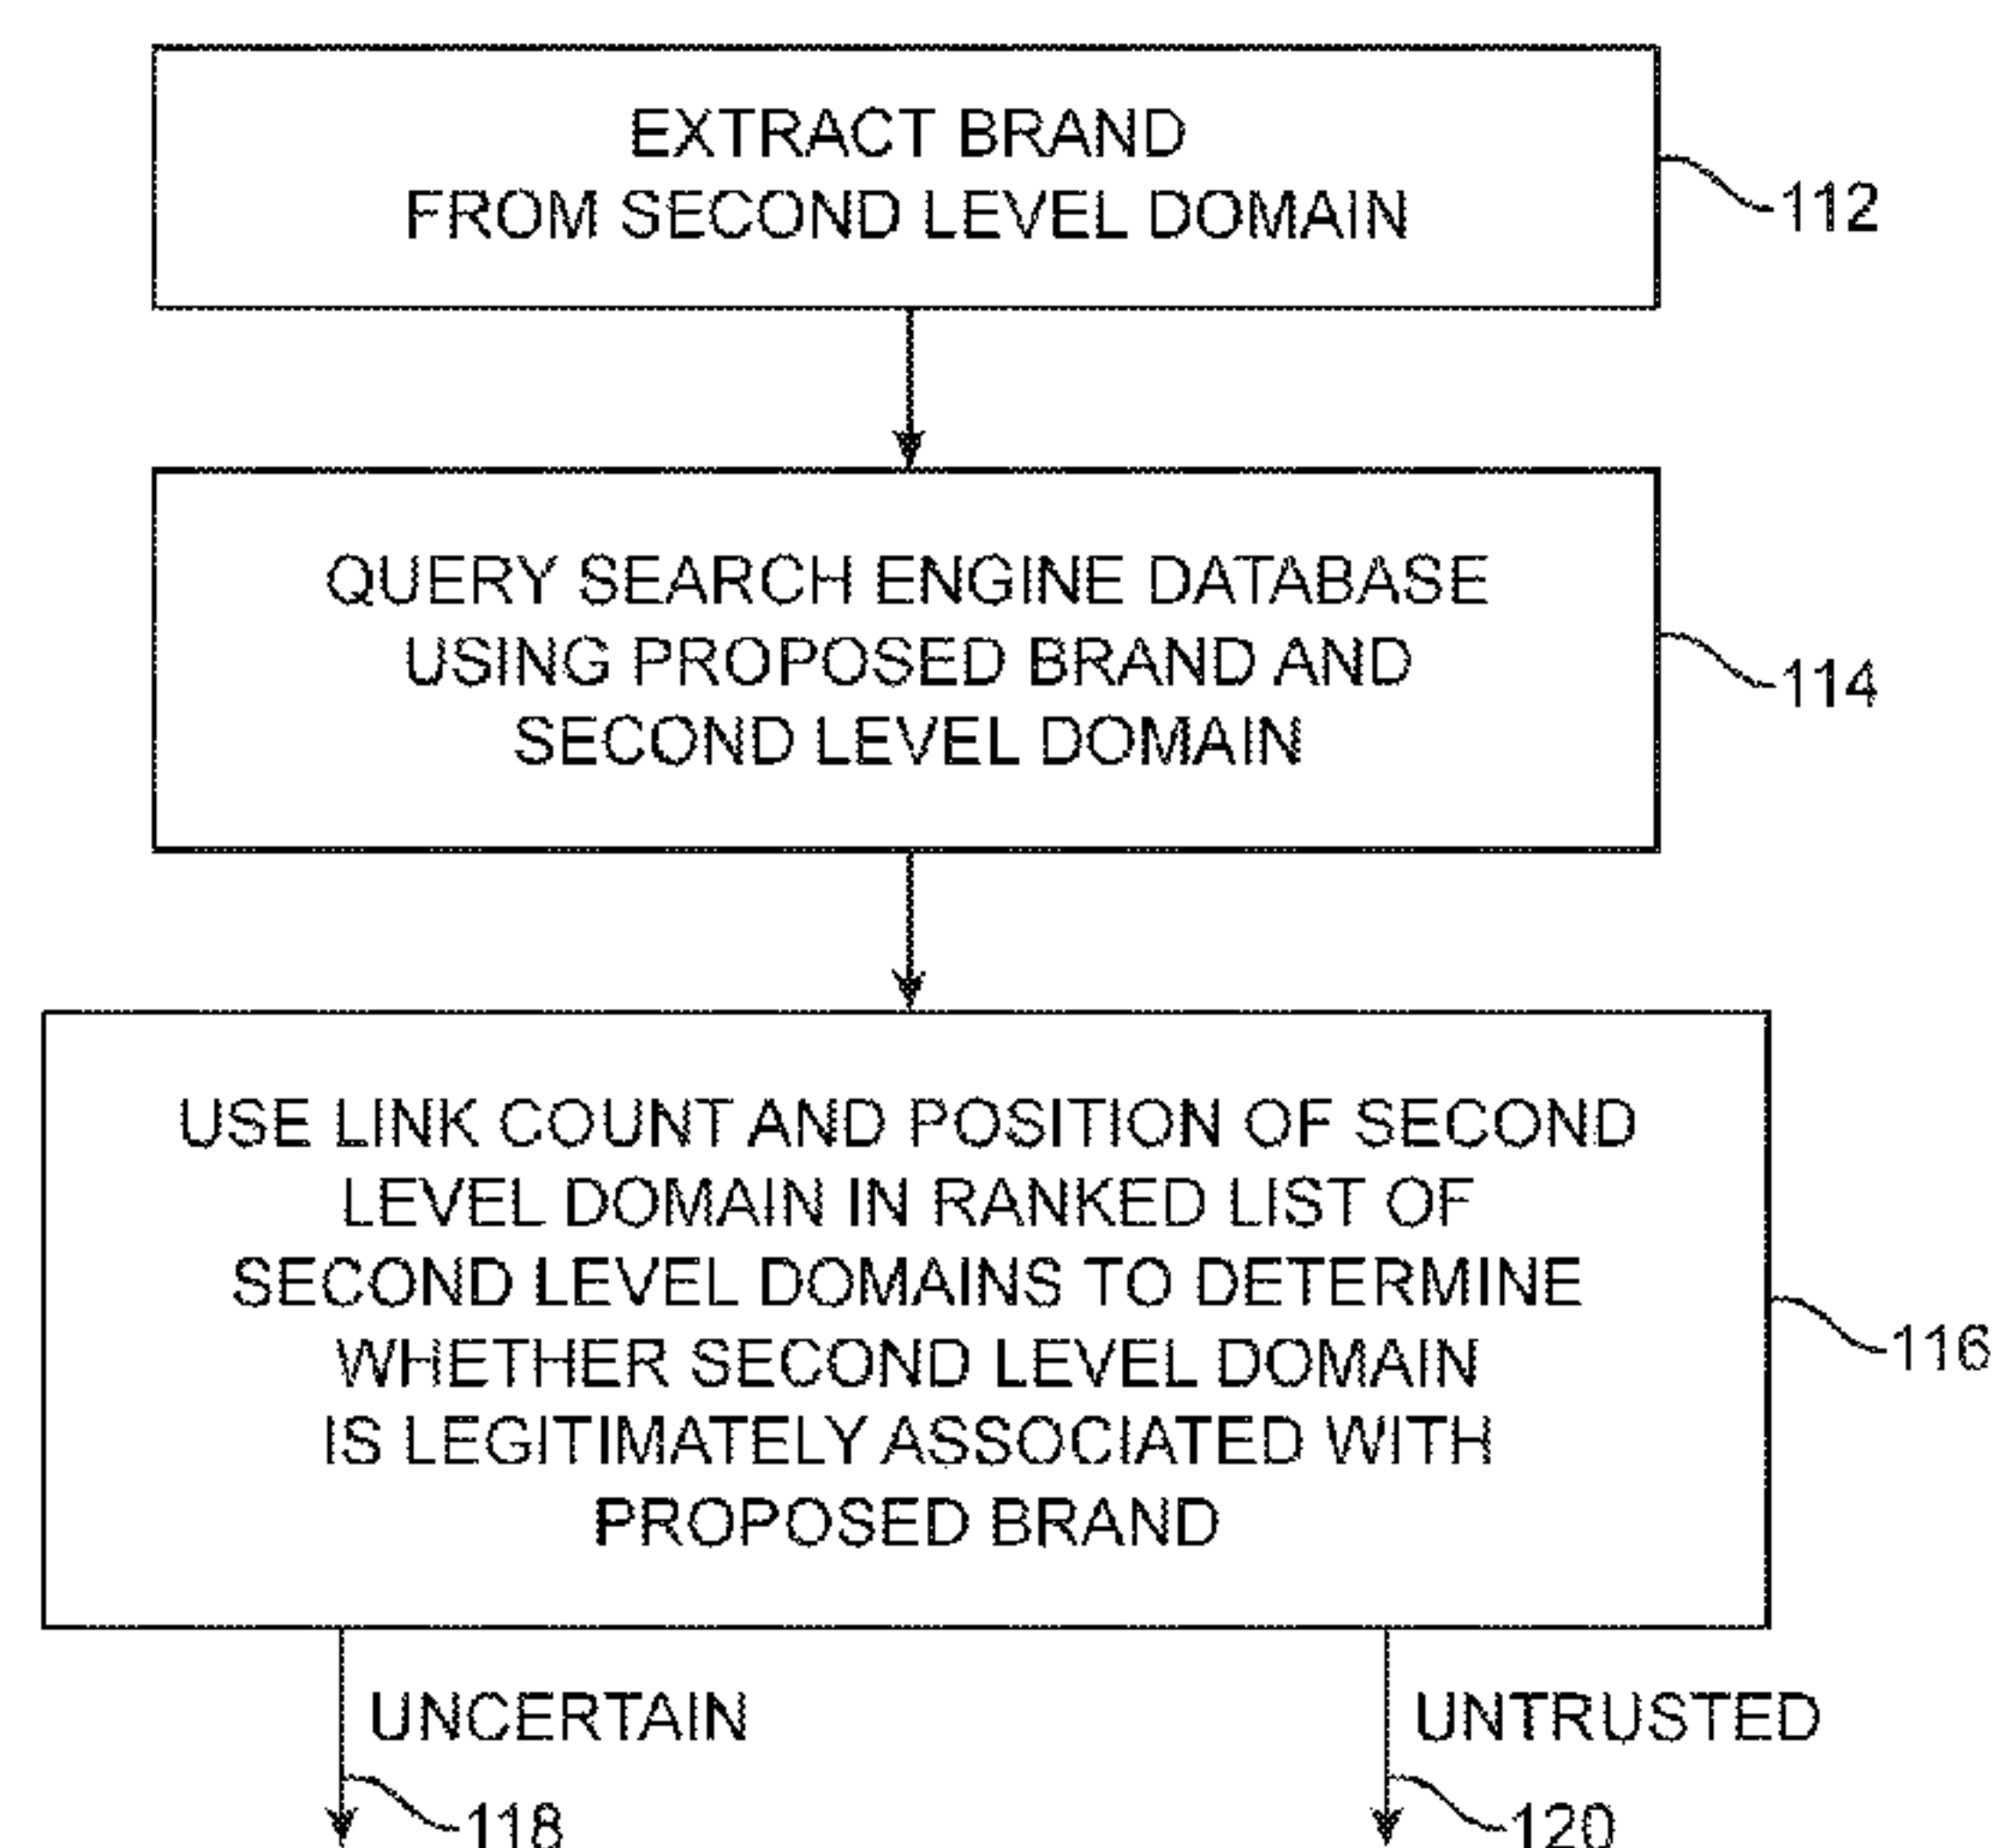 EXTRACT BRAND
FROM SECOND LEVEL DOMAIN
112
QUERY SEARCH ENGINE DATABASE
USING PROPOSED BRAND AND
SECOND LEVEL DOMAIN
114
USE LINK COUNT AND POSITION OF SECOND
LEVEL DOMAIN IN RANKED LIST OF
SECOND LEVEL DOMAINS TO DETERMINE
WHETHER SECOND LEVEL DOMAIN
IS LEGITIMATELY ASSOCIATED WITH
PROPOSED BRAND
116
UNCERTAIN
118
UNTRUSTED
120